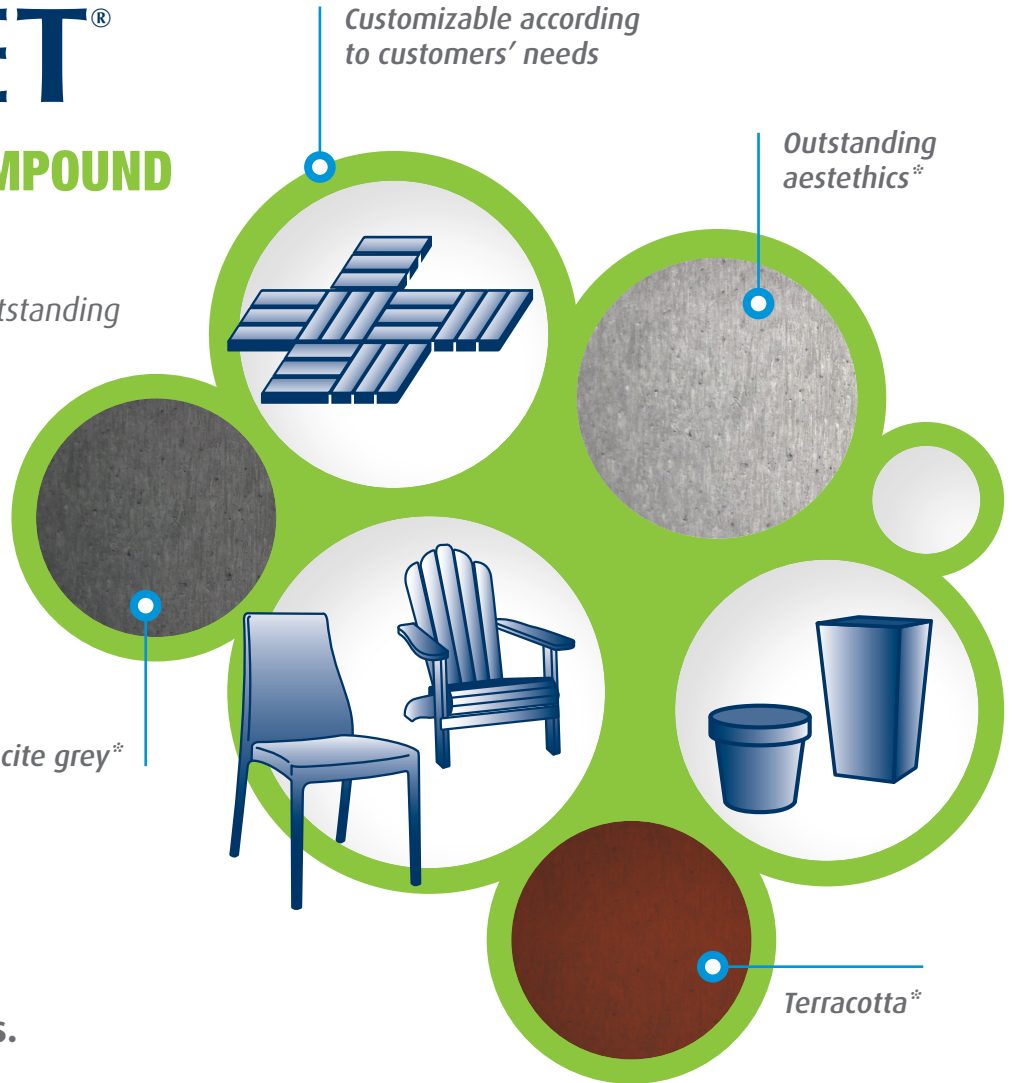 ET®
Customizable according
to customers’ needs
MPOUND
Outstanding
aestethics*
tstanding
cite grey*
Terracotta*
s.